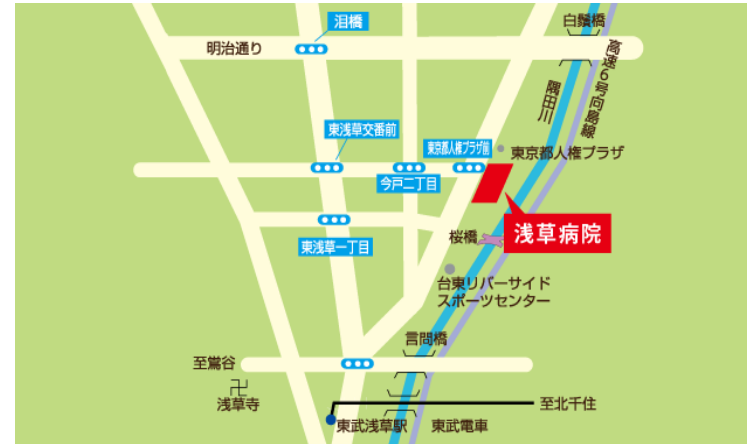 白鬚橋
泪橋
明治通り
高速6号向島線
隅田川
東浅草交番前
東京都人権プラザ前
東京都人権プラザ
今戸二丁目
浅草病院
桜橋
東浅草一丁目
台東リバーサイド
スポーツセンター
言問橋
至鶯谷
卍
浅草寺
至北千住
東武浅草駅
東武電車